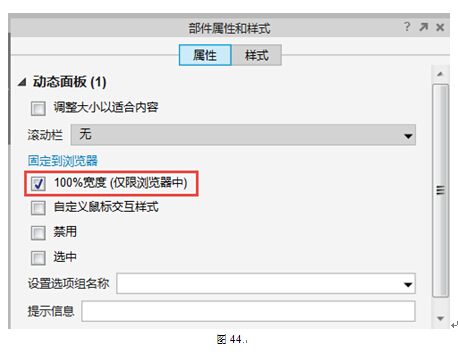 部件属性和样式
属性 样式
动态面板 (1)
调整大小以适合内容
滚动栏 无
固定到浏览器
100%宽度 (仅限浏览器中)
自定义鼠标交互样式
禁用
选中
设置选项组名称
提示信息
图 44.